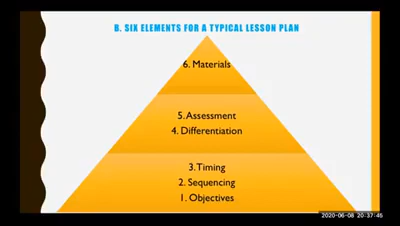 B. SIX ELEMENTS FOR A TYPICAL LESSON PLAN
6. Materials
5. Assessment
4. Differentiation
3. Timing
2. Sequencing
1. Objectives
2020-06-08 20:37:45